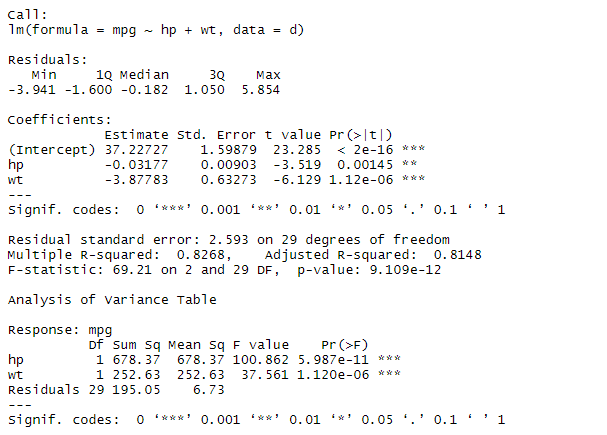 Call:
lm(formula = mpg ~ hp + wt, data = d)
Residuals:
Min 1Q Median 3Q Max
-3.941 -1.600 -0.182 1.050 5.854
Coefficients:
Estimate Std. Error t value Pr(>|t|)
(Intercept) 37.22727 1.59879 23.285 < 2e-16 ***
hp -0.03177 0.00903 -3.519 0.00145 **
wt -3.87783 0.63273 -6.129 1.12e-06 ***
---
Signif. codes: 0 ‘***’ 0.001 ‘**’ 0.01 ‘*’ 0.05 ‘.’ 0.1 ‘ ’ 1
Residual standard error: 2.593 on 29 degrees of freedom
Multiple R-squared: 0.8268, Adjusted R-squared: 0.8148
F-statistic: 69.21 on 2 and 29 DF, p-value: 9.109e-12
Analysis of Variance Table
Response: mpg
Df Sum Sq Mean Sq F value Pr(>F)
hp 1 678.37 678.37 100.862 5.987e-11 ***
wt 1 252.63 252.63 37.561 1.120e-06 ***
Residuals 29 195.05 6.73
---
Signif. codes: 0 ‘***’ 0.001 ‘**’ 0.01 ‘*’ 0.05 ‘.’ 0.1 ‘ ’ 1